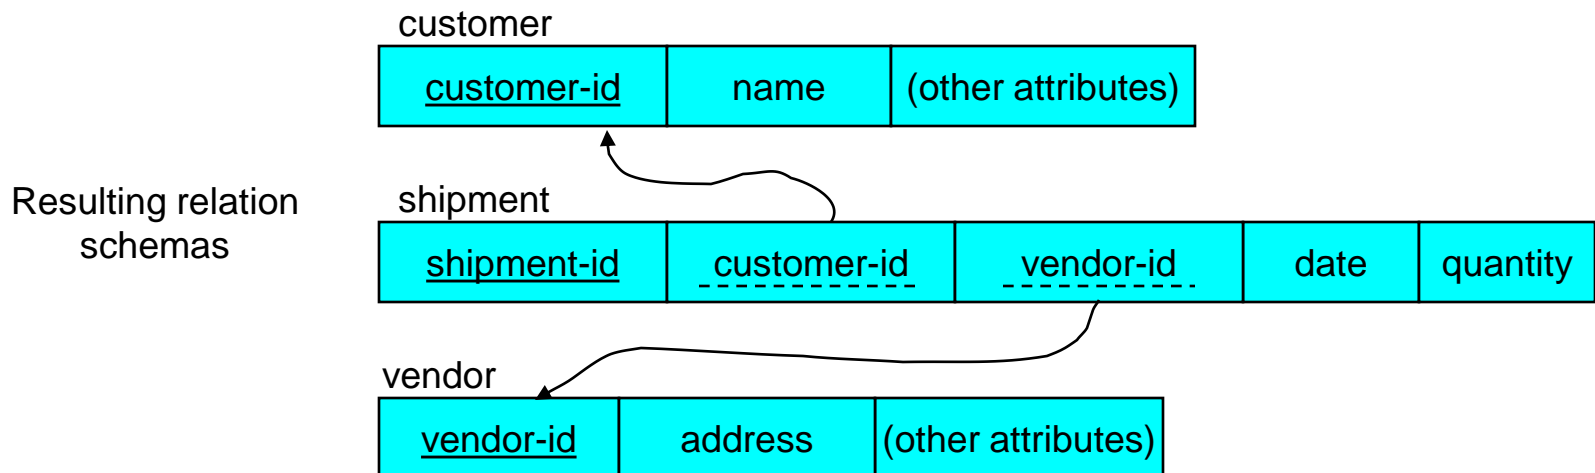 customer
customer-id name (other attributes)
Resulting relation
schemas
shipment
shipment-id customer-id vendor-id date quantity
vendor
vendor-id address (other attributes)